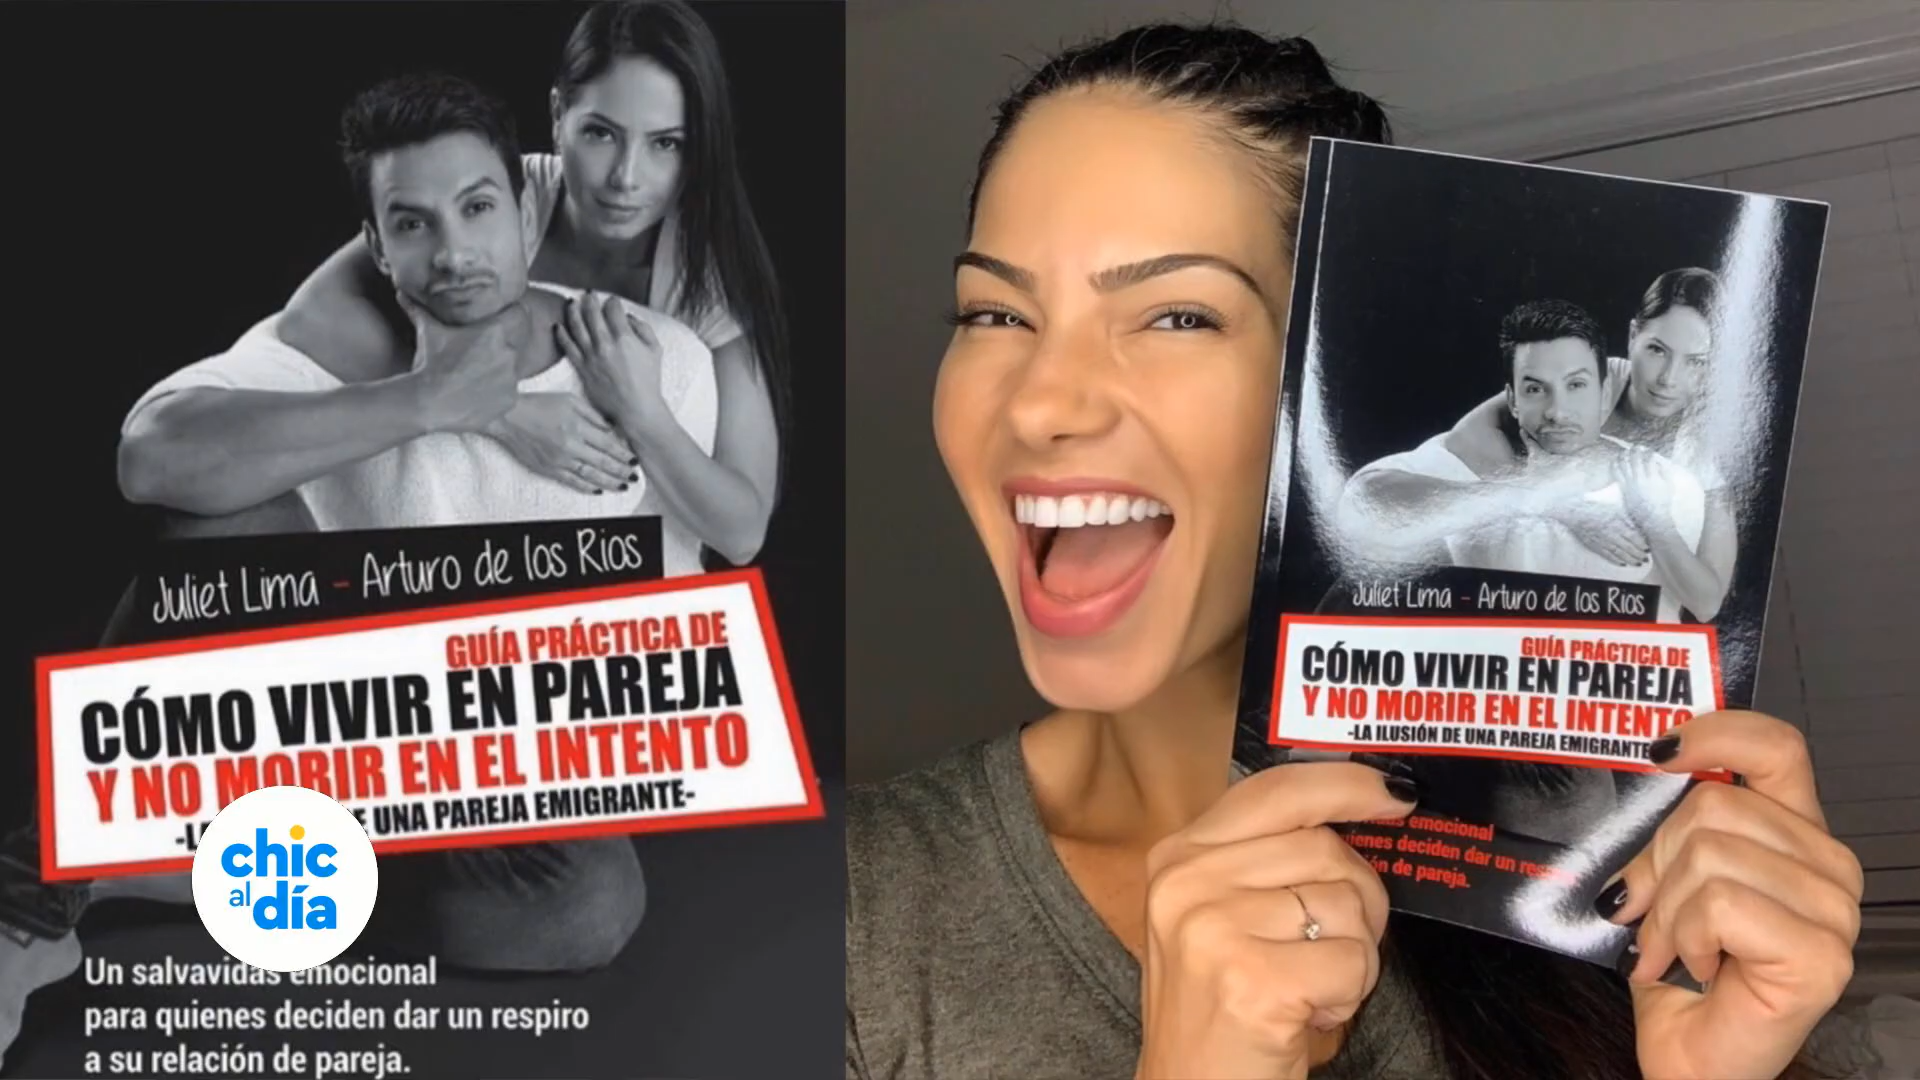 Juliet Lima - Arturo de los Rios
GUÍA PRÁCTICA DE
CÓMO VIVIR EN PAREJA
Y NO MORIR EN EL INTENTO
UNA PAREJA EMIGRANTE-
chic
al día
Un salvavidas emocional
para quienes deciden dar un respiro
a su relación de pareja.
Juliet Lima - Arturo de los Rios
GUÍA PRÁCTICA DE
CÓMO VIVIR EN PAREJA
Y NO MORIR EN EL INTENTO
-LA ILUSIÓN DE UNA PAREJA EMIGRANTE
emocional
deciden dar un
de pareja.